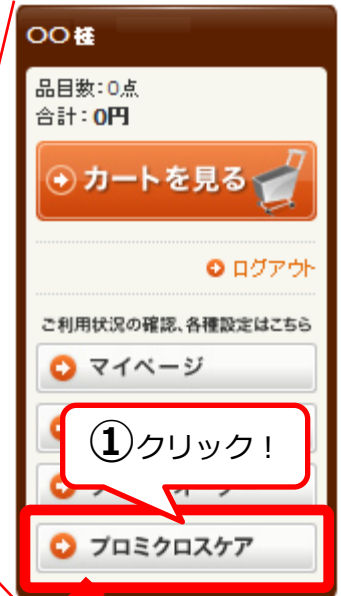 〇〇様
品目数：0点
合計：0円
カートを見る
ログアウト
ご利用状況の確認、各種設定はこちら
マイページ
①クリック！
プロミクロスケア